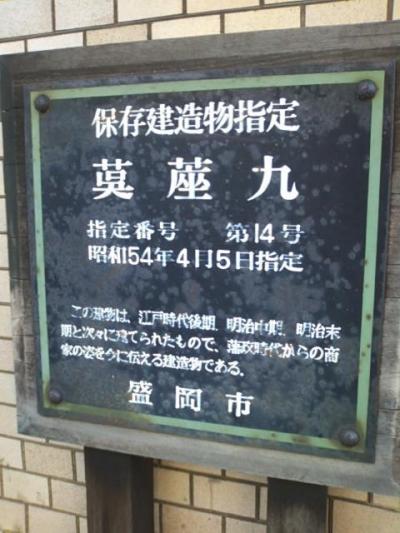 保存建造物指定
茣蓙九
指定番号 第14号
昭和54年4月5日指定
この建物は、江戸時代後期、明治中期、明治末
期と次々に建てられたもので、藩政時代からの商
家の姿を今に伝える建造物である。
盛岡市